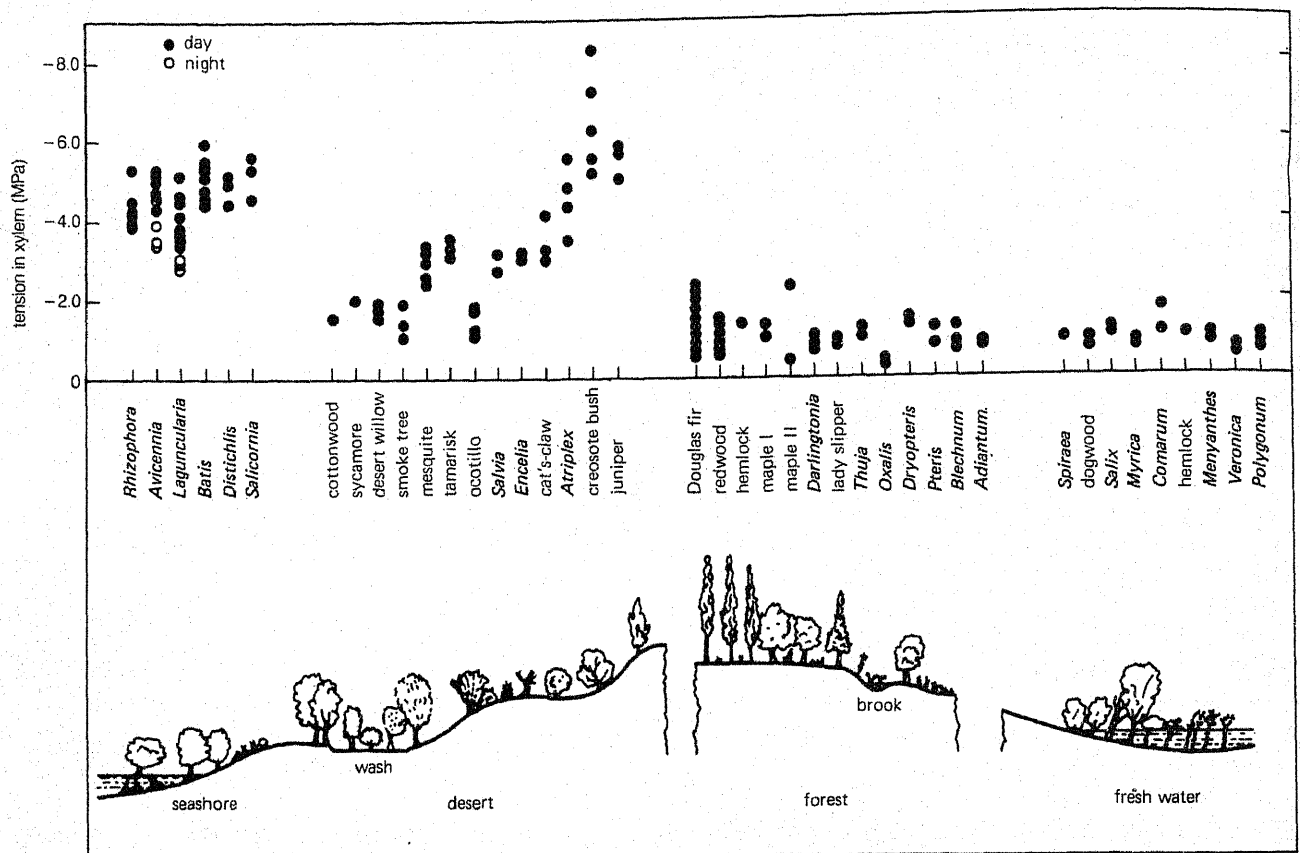 day
night
tension in xylem (MPa)
−8.0
−6.0
−4.0
−2.0
0
Rhizophora
Avicennia
Laguncularia
Batis
Distichlis
Salicornia
cottonwood
sycamore
desert willow
smoke tree
mesquite
tamarisk
ocotillo
Salvia
Encelia
cat's-claw
Atriplex
creosote bush
juniper
Douglas fir
redwood
hemlock
maple I
maple II
Darlingtonia
lady slipper
Thuja
Oxalis
Dryopteris
Pteris
Blechnum
Adiantum.
Spiraea
dogwood
Salix
Myrica
Comarum
hemlock
Menyanthes
Veronica
Polygonum
seashore
wash
desert
brook
forest
fresh water